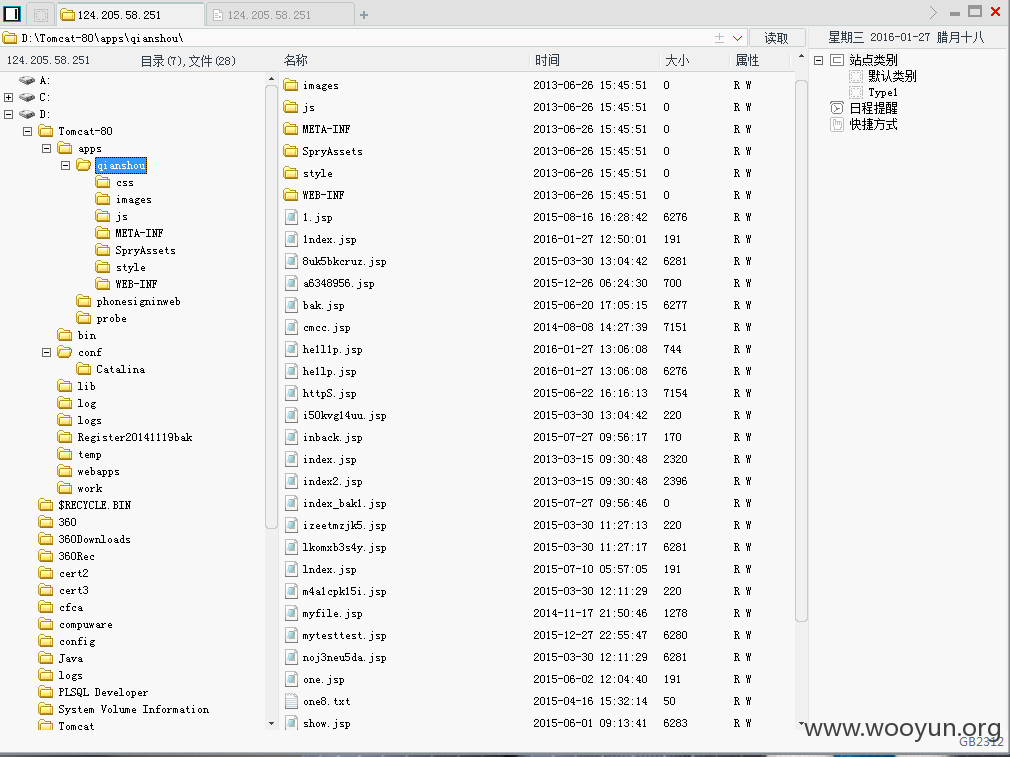 124.205.58.251
124.205.58.251
D:\Tomcat-80\apps\qianshou\
读取
星期三 2016-01-27 腊月十八
124.205.58.251
目录(7),文件(28)
名称 时间 大小 属性
A:
C:
D:
Tomcat-80
apps
qianshou
css
images
js
META-INF
SpryAssets
style
WEB-INF
phonesigninweb
probe
bin
conf
Catalina
lib
log
logs
Register20141119bak
temp
webapps
work
$RECYCLE.BIN
360
360Downloads
360Rec
cert2
cert3
cfca
compuware
config
Java
logs
PLSQL Developer
System Volume Information
Tomcat
images 2013-06-26 15:45:51 0 R W
js 2013-06-26 15:45:51 0 R W
META-INF 2013-06-26 15:45:51 0 R W
SpryAssets 2013-06-26 15:45:51 0 R W
style 2013-06-26 15:45:51 0 R W
WEB-INF 2013-06-26 15:45:51 0 R W
1.jsp 2015-08-16 16:28:42 6276 R W
1ndex.jsp 2016-01-27 12:50:01 191 R W
8uk5bkcruz.jsp 2015-03-30 13:04:42 6281 R W
a6348956.jsp 2015-12-26 06:24:30 700 R W
bak.jsp 2015-06-20 17:05:15 6277 R W
cmcc.jsp 2014-08-08 14:27:39 7151 R W
he1l1p.jsp 2016-01-27 13:06:08 744 R W
he1lp.jsp 2016-01-27 13:06:08 6276 R W
httpS.jsp 2015-06-22 16:16:13 7154 R W
i50kvg14uu.jsp 2015-03-30 13:04:42 220 R W
inback.jsp 2015-07-27 09:56:17 170 R W
index.jsp 2013-03-15 09:30:48 2320 R W
index2.jsp 2013-03-15 09:30:48 2396 R W
index_bak1.jsp 2015-07-27 09:56:46 0 R W
izeetmzjk5.jsp 2015-03-30 11:27:13 220 R W
lkomxb3s4y.jsp 2015-03-30 11:27:17 6281 R W
lndex.jsp 2015-07-10 05:57:05 191 R W
m4a1cpk15i.jsp 2015-03-30 12:11:29 220 R W
myfile.jsp 2014-11-17 21:50:46 1278 R W
mytesttest.jsp 2015-12-27 22:55:47 6280 R W
noj3neu5da.jsp 2015-03-30 12:11:29 6281 R W
one.jsp 2015-06-02 12:04:40 191 R W
one8.txt 2015-04-16 15:32:14 50 R W
show.jsp 2015-06-01 09:13:41 6283 R W
站点类别
默认类别
Type1
日程提醒
快捷方式
www.wooyun.org
GB2312